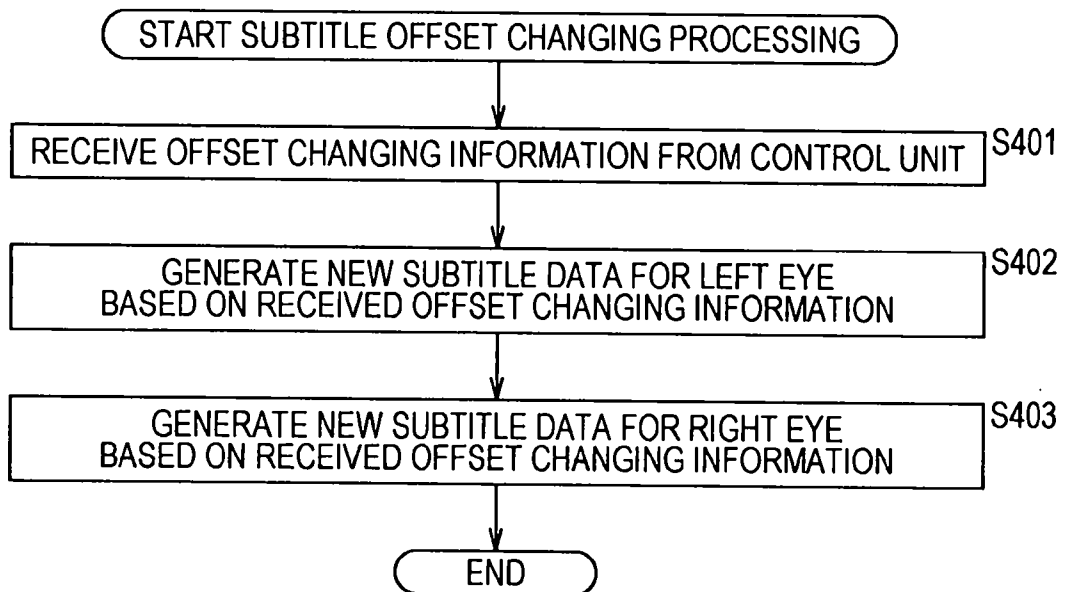 START SUBTITLE OFFSET CHANGING PROCESSING
RECEIVE OFFSET CHANGING INFORMATION FROM CONTROL UNIT
S401
GENERATE NEW SUBTITLE DATA FOR LEFT EYE
BASED ON RECEIVED OFFSET CHANGING INFORMATION
S402
GENERATE NEW SUBTITLE DATA FOR RIGHT EYE
BASED ON RECEIVED OFFSET CHANGING INFORMATION
S403
END